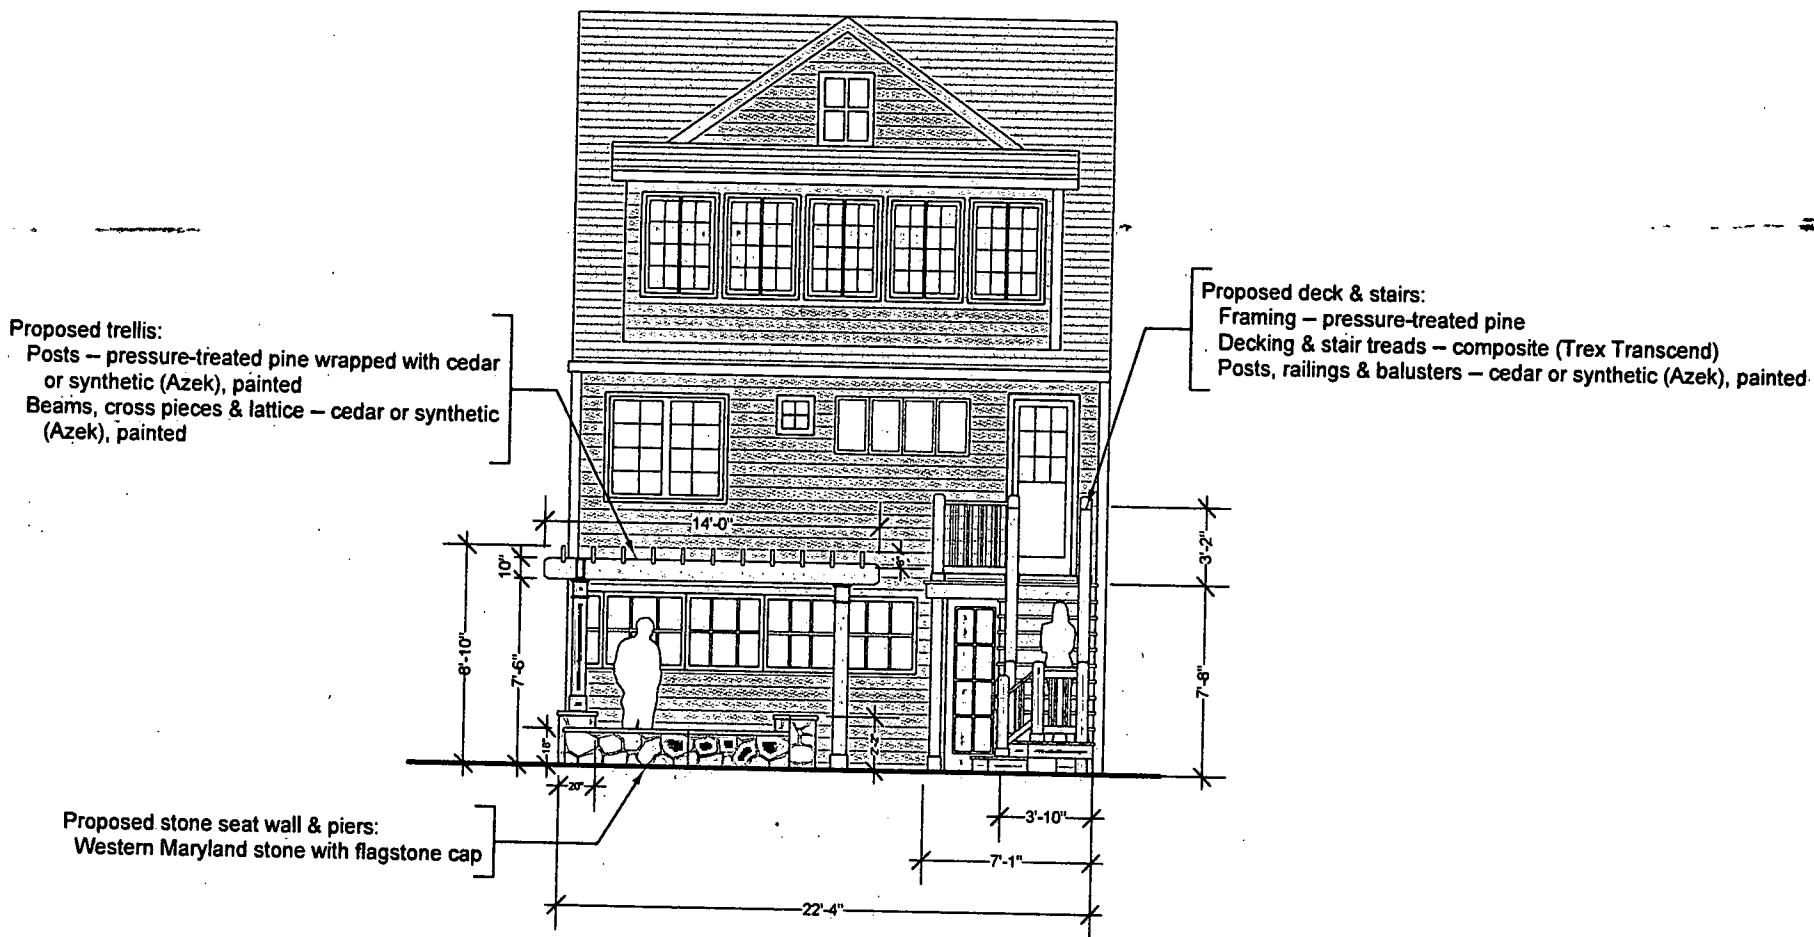 Proposed trellis:
Posts – pressure-treated pine wrapped with cedar
or synthetic (Azek), painted
Beams, cross pieces & lattice – cedar or synthetic
(Azek), painted
Proposed deck & stairs:
Framing – pressure-treated pine
Decking & stair treads – composite (Trex Transcend)
Posts, railings & balusters – cedar or synthetic (Azek), painted
14'-0"
10"
8'-10"
7'-6"
18"
2'-2"
20"
3'-2"
7'-8"
3'-10"
7'-1"
22'-4"
Proposed stone seat wall & piers:
Western Maryland stone with flagstone cap